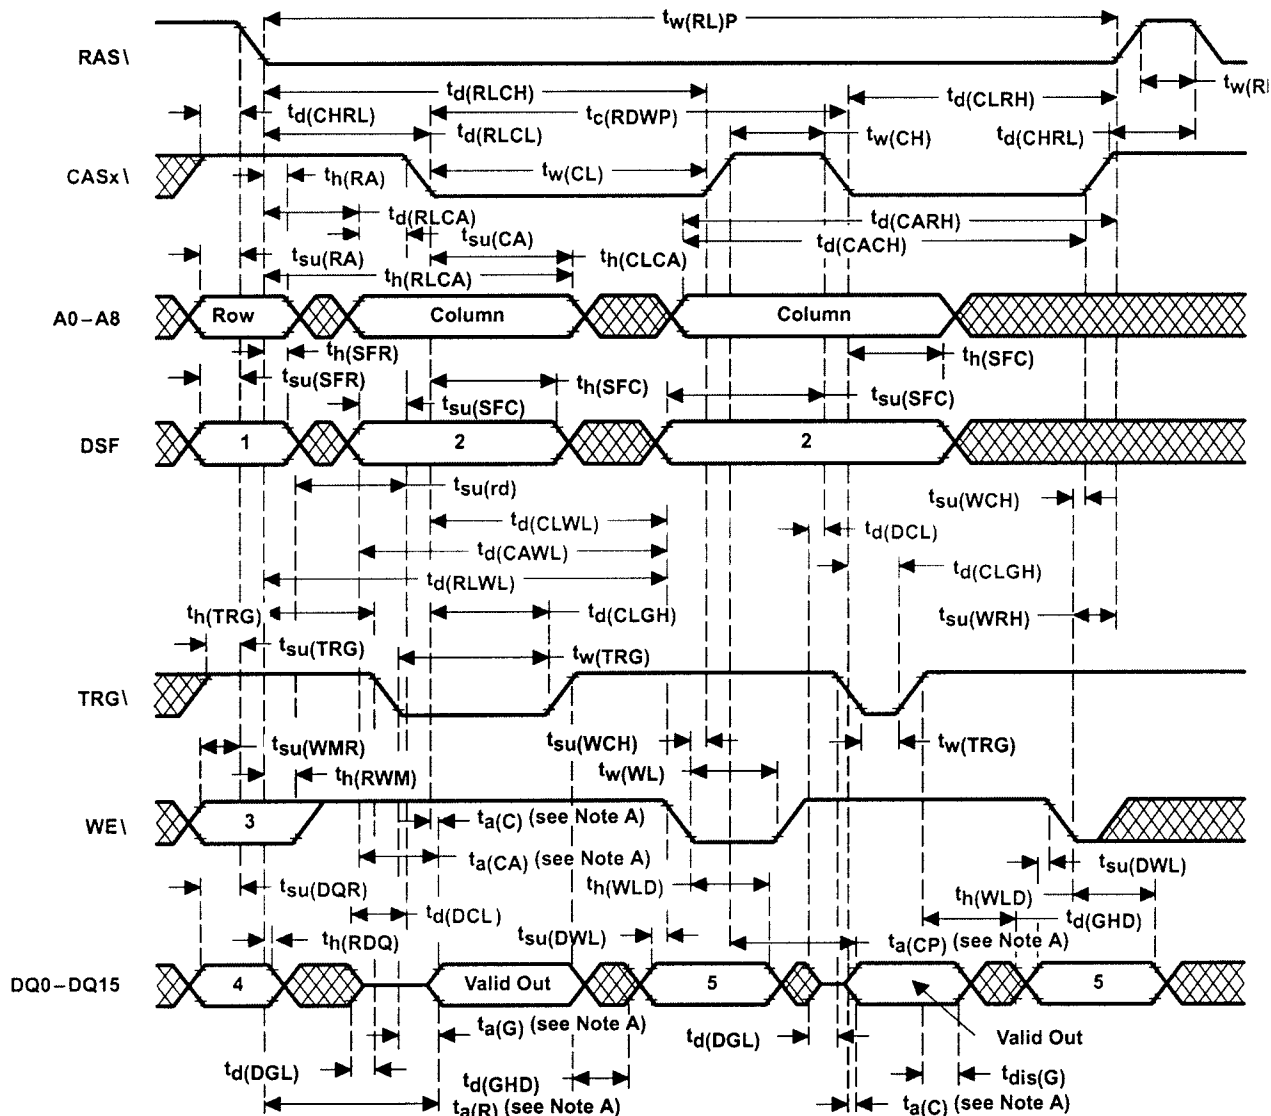 tw(RL)P
RAS\
td(RLCH)
td(CLRH)
tw(R
td(CHRL)
tc(RDWP)
td(RLCL)
tw(CH)
td(CHRL)
CASx\
th(RA)
tw(CL)
td(RLCA)
td(CARH)
tsu(CA)
td(CACH)
tsu(RA)
th(CLCA)
th(RLCA)
A0–A8
Row
Column
Column
th(SFR)
th(SFC)
tsu(SFR)
th(SFC)
tsu(SFC)
tsu(SFC)
DSF
1
2
2
tsu(rd)
tsu(WCH)
td(CLWL)
td(DCL)
td(CAWL)
td(CLGH)
td(RLWL)
th(TRG)
td(CLGH)
tsu(WRH)
tsu(TRG)
tw(TRG)
TRG\
tsu(WMR)
tsu(WCH)
tw(TRG)
th(RWM)
tw(WL)
WE\
3
ta(C) (see Note A)
ta(CA) (see Note A)
tsu(DWL)
tsu(DQR)
th(WLD)
th(WLD)
td(DCL)
td(GHD)
th(RDQ)
tsu(DWL)
ta(CP) (see Note A)
DQ0–DQ15
4
Valid Out
5
5
ta(G) (see Note A)
td(DGL)
Valid Out
td(DGL)
td(GHD)
tdis(G)
ta(R) (see Note A)
ta(C) (see Note A)